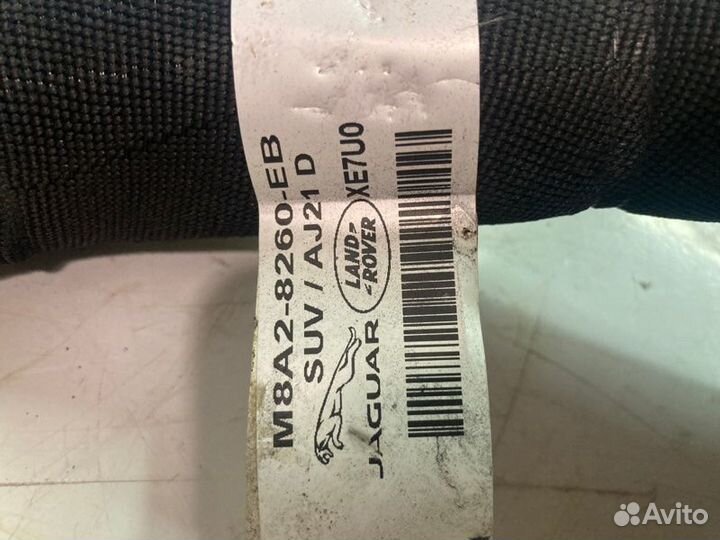 M8A2-8260-EB
SUV / AJ21 D
JAGUAR
LAND-
-ROVER
XE7U0
Avito